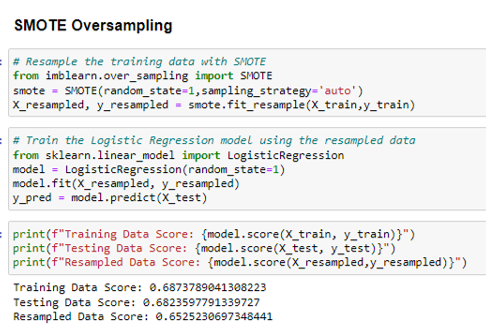 SMOTE Oversampling
# Resample the training data with SMOTE
from imblearn.over_sampling import SMOTE
smote = SMOTE(random_state=1,sampling_strategy='auto')
X_resampled, y_resampled = smote.fit_resample(X_train,y_train)
# Train the Logistic Regression model using the resampled data
from sklearn.linear_model import LogisticRegression
model = LogisticRegression(random_state=1)
model.fit(X_resampled, y_resampled)
y_pred = model.predict(X_test)
print(f"Training Data Score: {model.score(X_train, y_train)}")
print(f"Testing Data Score: {model.score(X_test, y_test)}")
print(f"Resampled Data Score: {model.score(X_resampled,y_resampled)}")
Training Data Score: 0.6873789041308223
Testing Data Score: 0.6823597791339727
Resampled Data Score: 0.6525230697348441